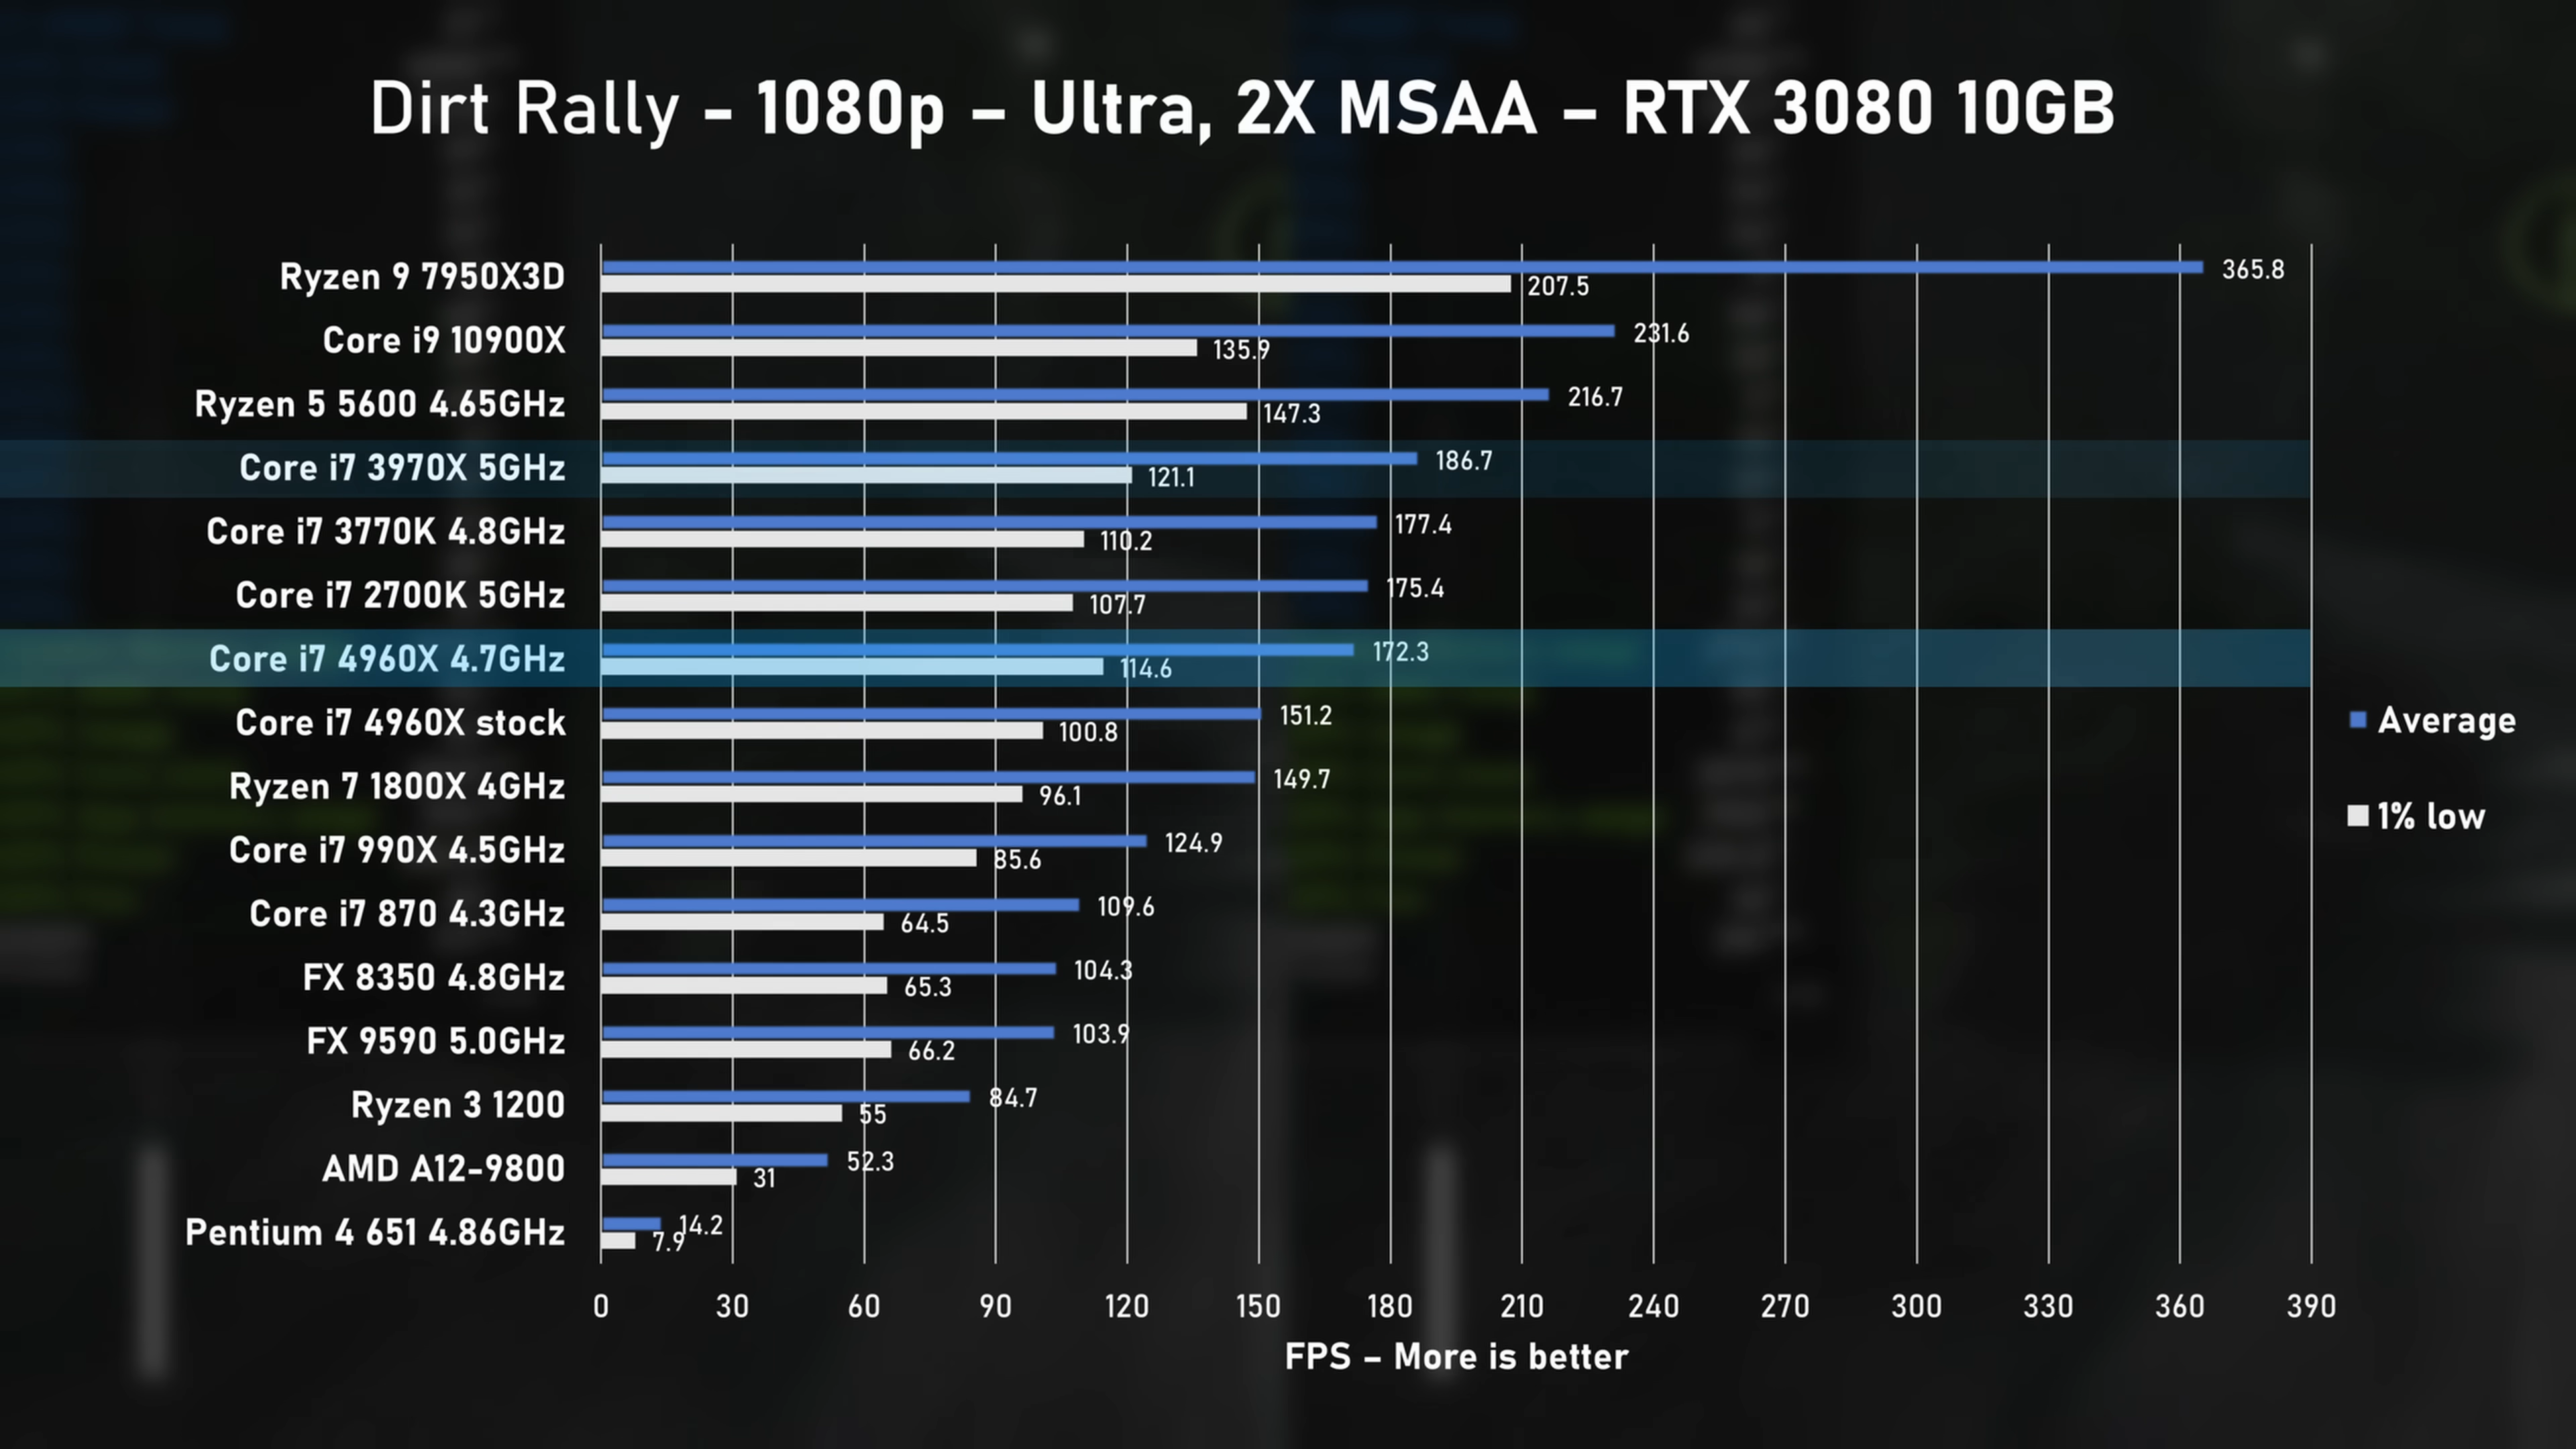 Dirt Rally - 1080p – Ultra, 2X MSAA – RTX 3080 10GB
Ryzen 9 7950X3D 365.8
207.5
Core i9 10900X 231.6
135.9
Ryzen 5 5600 4.65GHz 216.7
147.3
Core i7 3970X 5GHz 186.7
121.1
Core i7 3770K 4.8GHz 177.4
110.2
Core i7 2700K 5GHz 175.4
107.7
Core i7 4960X 4.7GHz 172.3
114.6
Core i7 4960X stock 151.2
100.8
Ryzen 7 1800X 4GHz 149.7
96.1
Core i7 990X 4.5GHz 124.9
85.6
Core i7 870 4.3GHz 109.6
64.5
FX 8350 4.8GHz 104.3
65.3
FX 9590 5.0GHz 103.9
66.2
Ryzen 3 1200 84.7
55
AMD A12-9800 52.3
31
Pentium 4 651 4.86GHz 14.2
7.9
0 30 60 90 120 150 180 210 240 270 300 330 360 390
FPS – More is better
Average
1% low